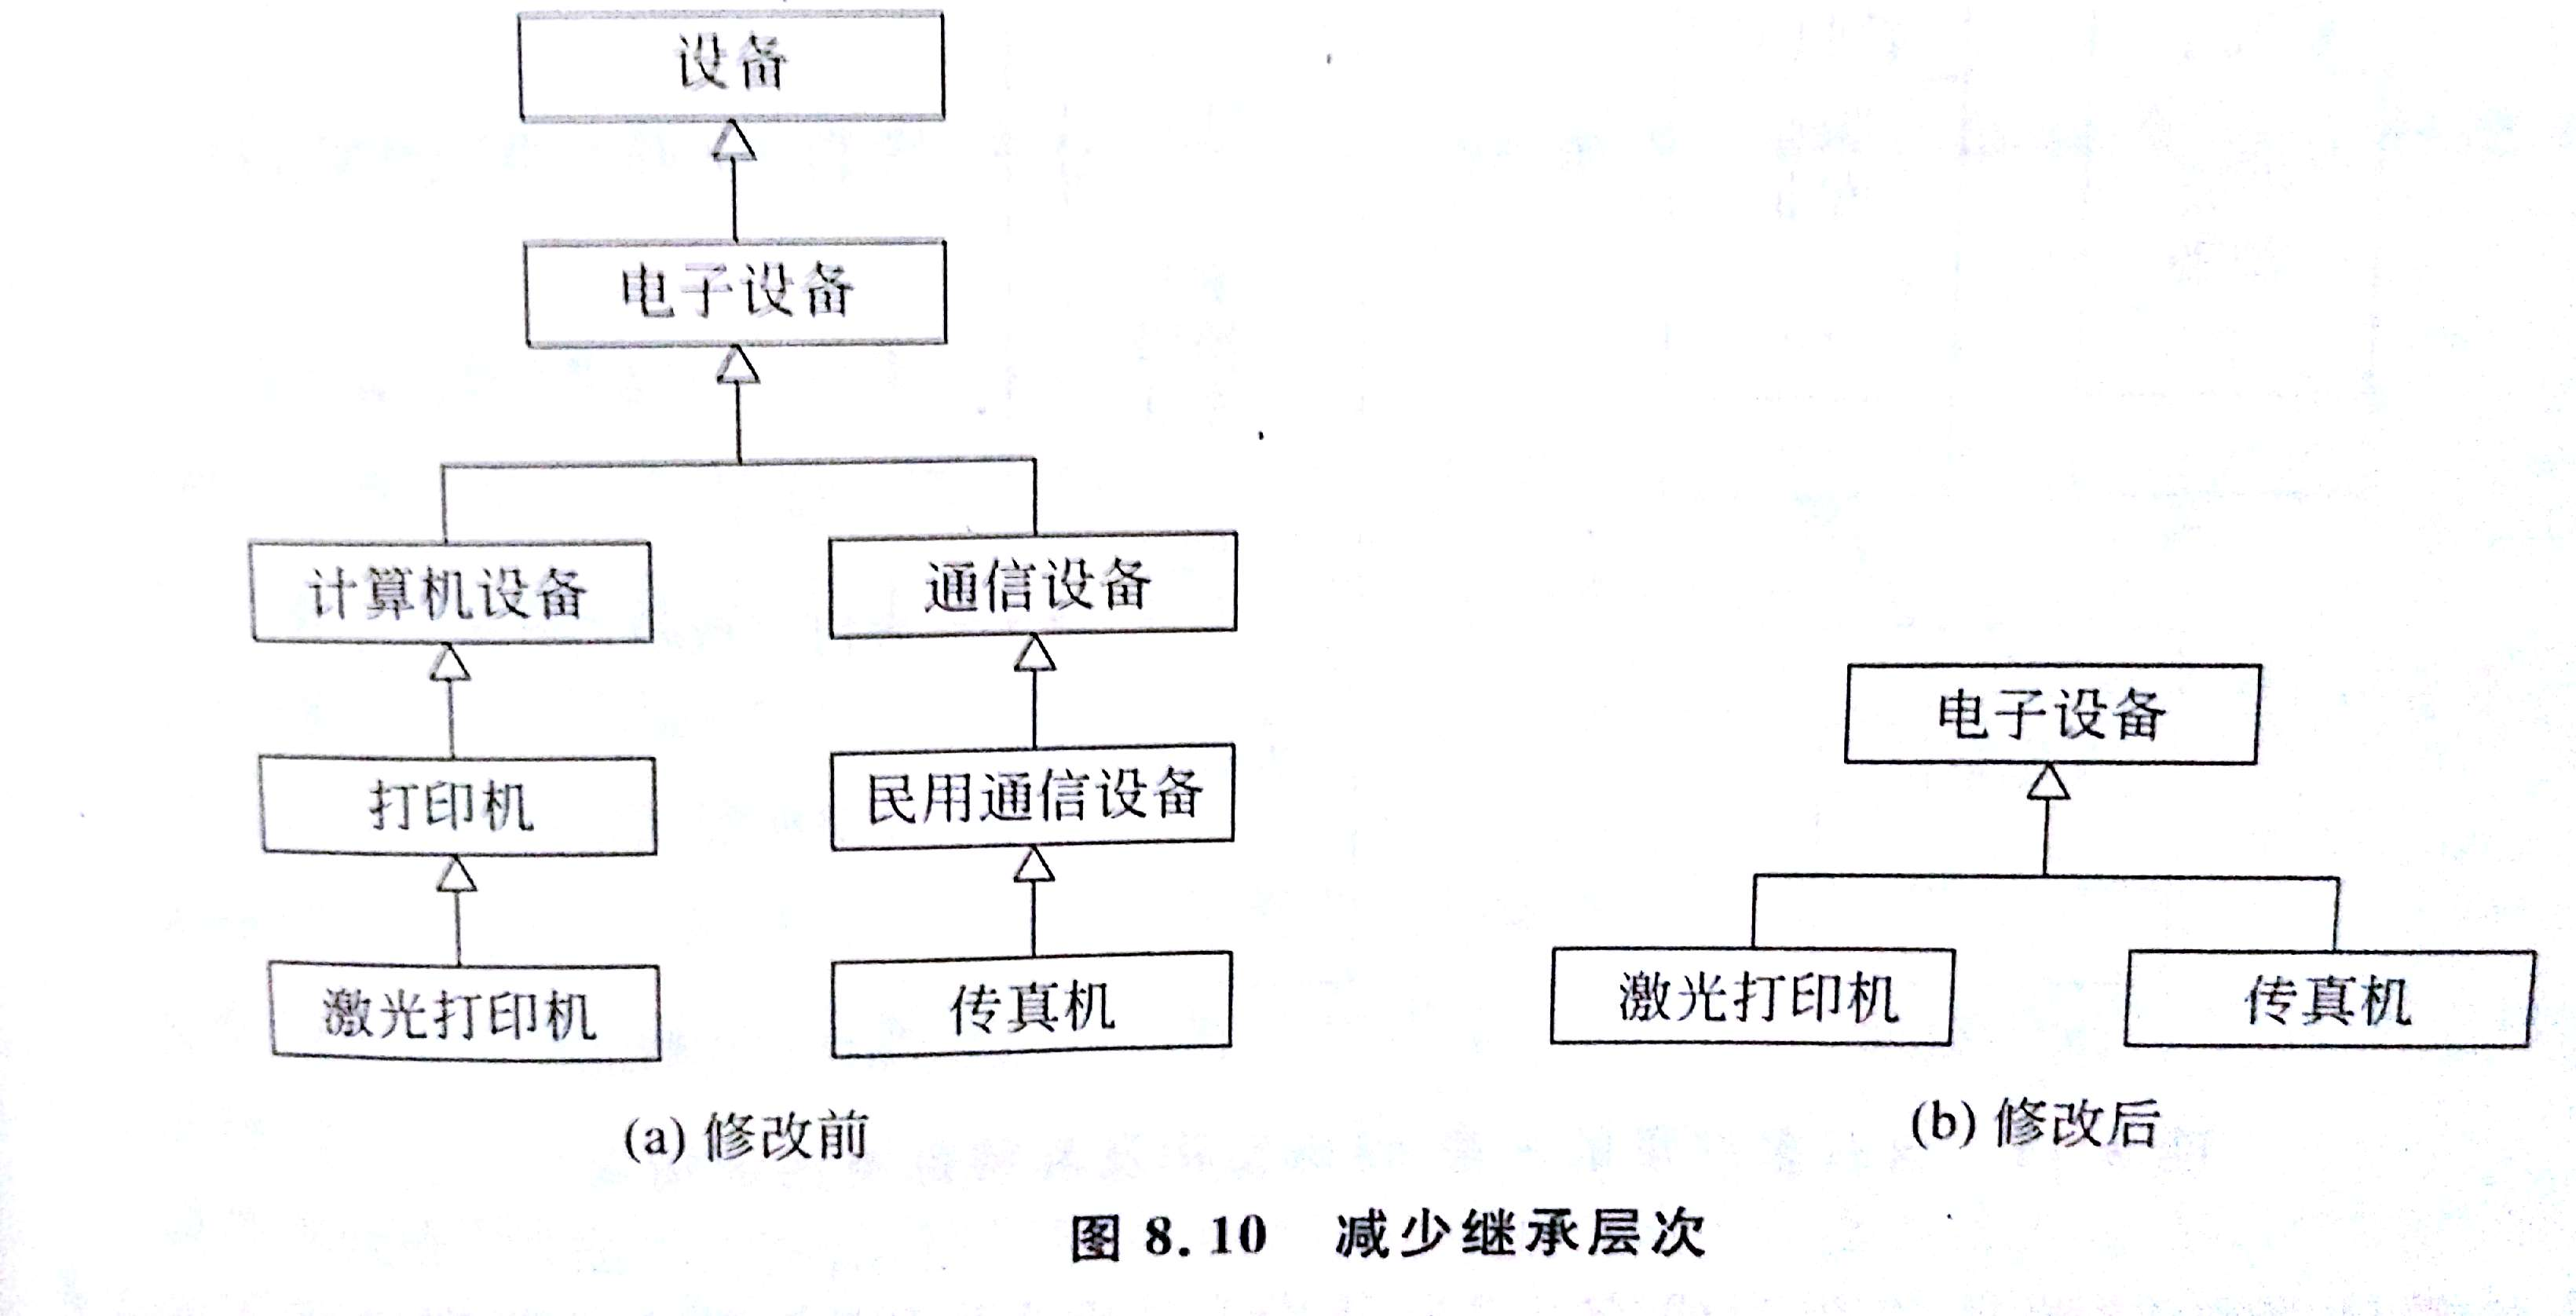 设备
电子设备
计算机设备
通信设备
打印机
民用通信设备
激光打印机
传真机
(a) 修改前
电子设备
激光打印机
传真机
(b) 修改后
图 8.10 减少继承层次